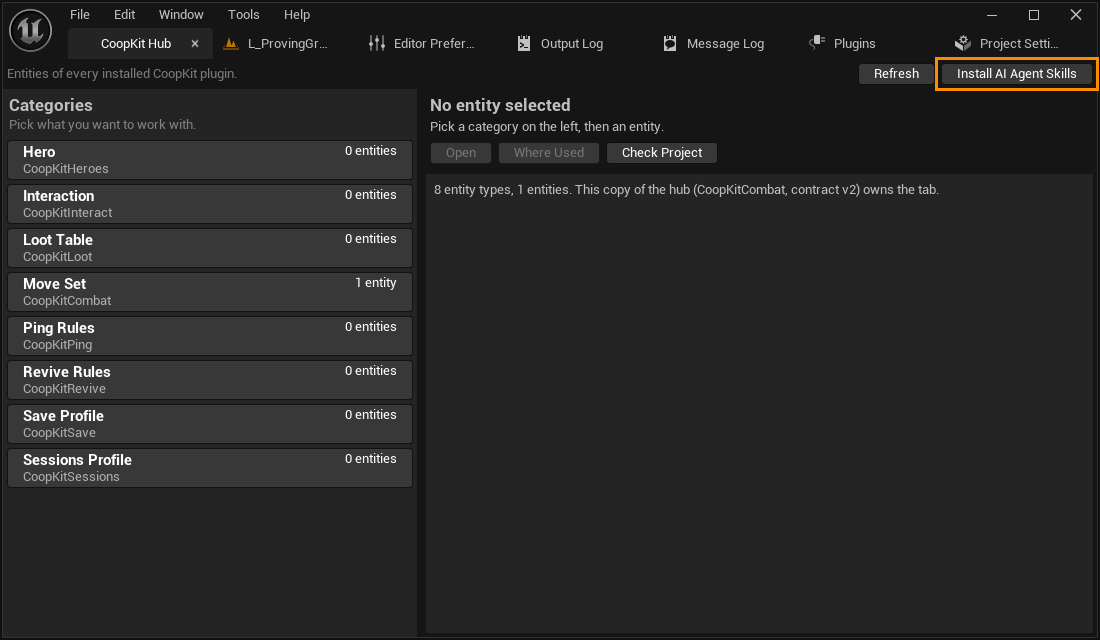 File Edit Window Tools Help
CoopKit Hub
L_ProvingGr...
Editor Prefer...
Output Log
Message Log
Plugins
Project Setti...
Entities of every installed CoopKit plugin.
Refresh
Install AI Agent Skills
Categories
Pick what you want to work with.
Hero 0 entities
CoopKitHeroes
Interaction 0 entities
CoopKitInteract
Loot Table 0 entities
CoopKitLoot
Move Set 1 entity
CoopKitCombat
Ping Rules 0 entities
CoopKitPing
Revive Rules 0 entities
CoopKitRevive
Save Profile 0 entities
CoopKitSave
Sessions Profile 0 entities
CoopKitSessions
No entity selected
Pick a category on the left, then an entity.
Open
Where Used
Check Project
8 entity types, 1 entities. This copy of the hub (CoopKitCombat, contract v2) owns the tab.